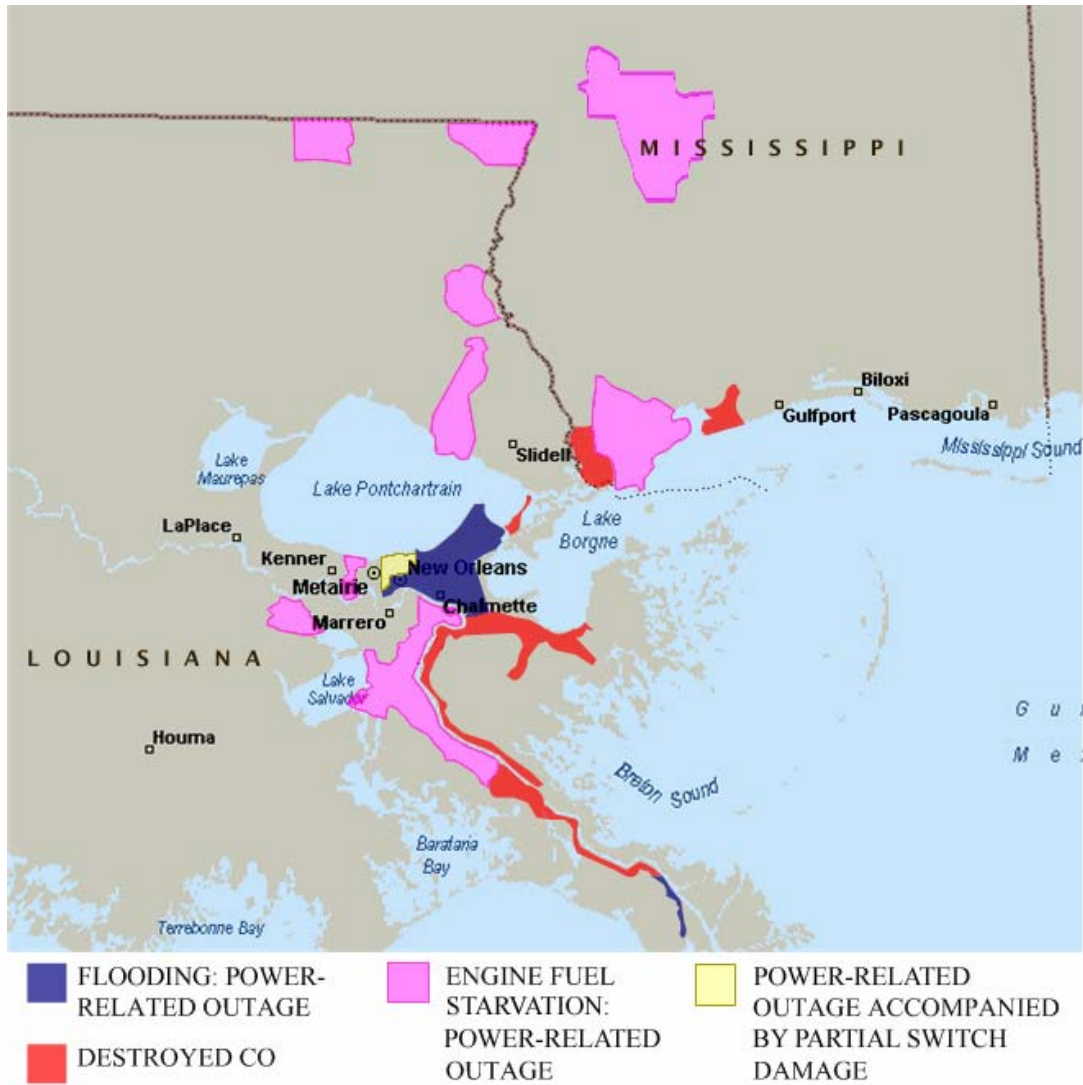 MISSISSIPPI
Biloxi
Gulfport
Pascagoula
Mississippi Sound
Slidell
Lake
Maurepas
Lake Pontchartrain
Lake
Borgne
LaPlace
Kenner
New Orleans
Metairie
Chalmette
Marrero
LOUISIANA
Lake
Salvador
Houma
Gu
Me
Breton Sound
Barataria
Bay
Terrebonne Bay
FLOODING: POWER-
RELATED OUTAGE
DESTROYED CO
ENGINE FUEL
STARVATION:
POWER-RELATED
OUTAGE
POWER-RELATED
OUTAGE ACCOMPANIED
BY PARTIAL SWITCH
DAMAGE